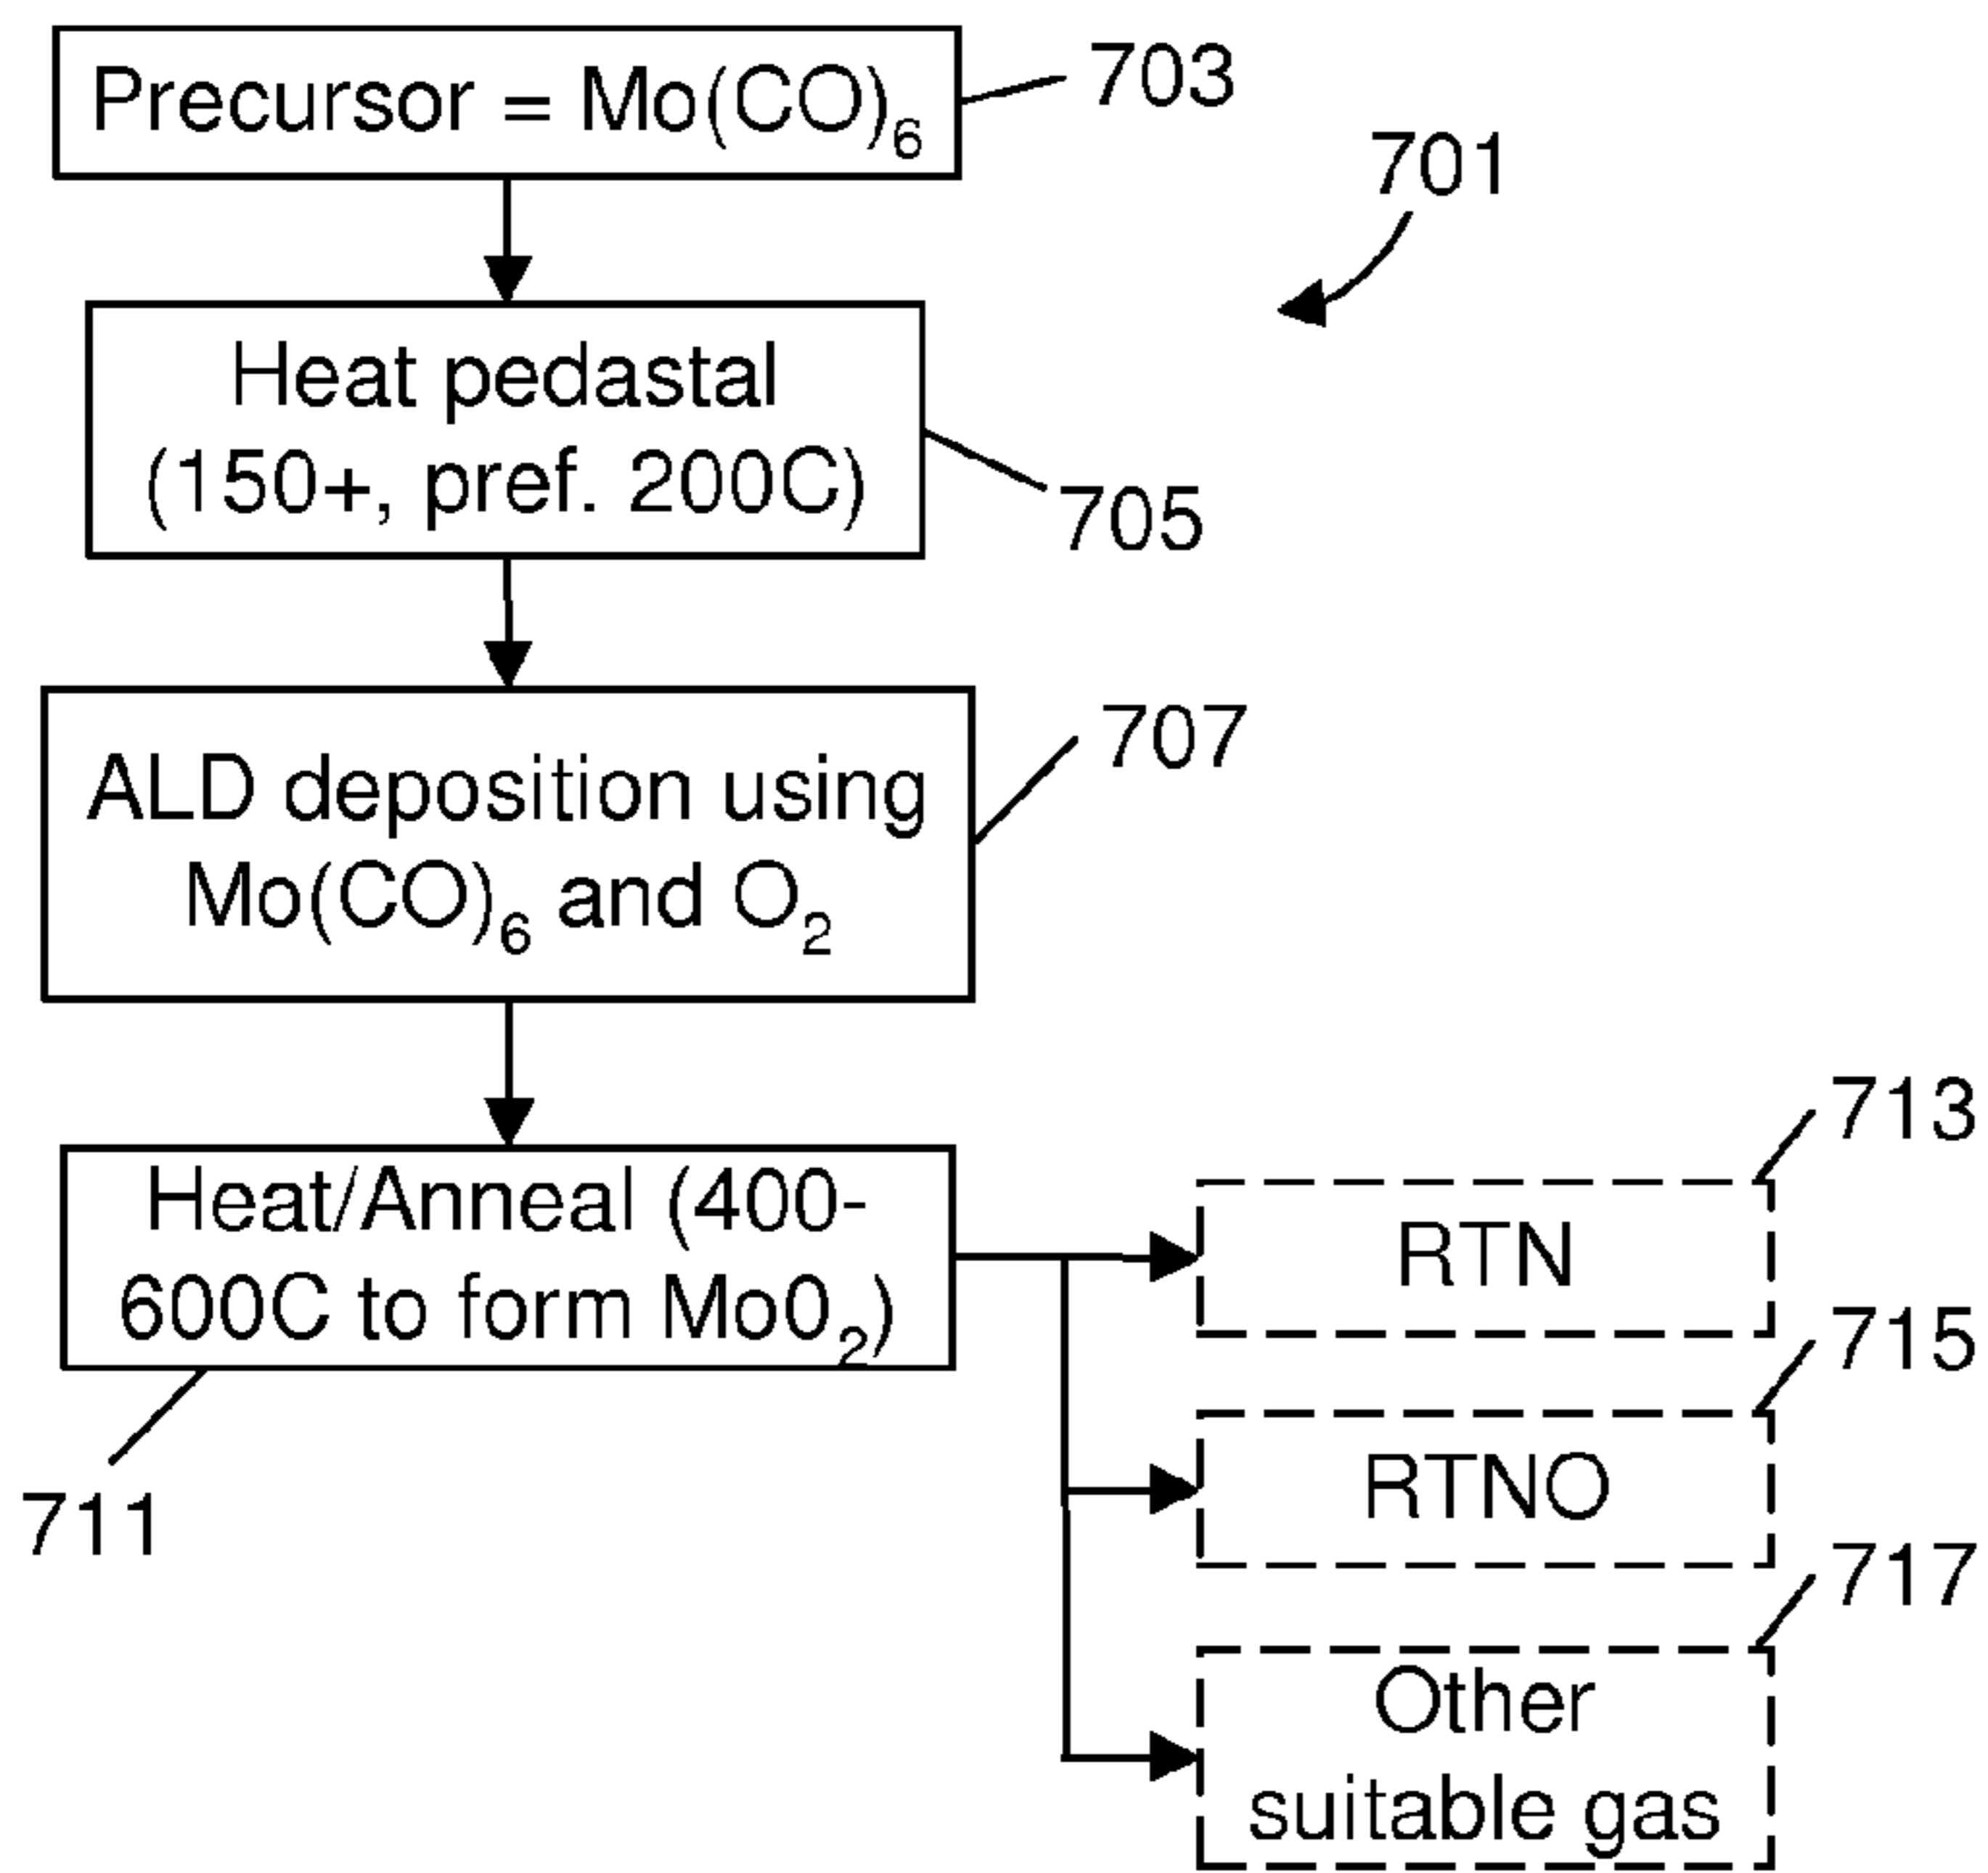 Precursor = Mo(CO)₆
703
701
Heat pedastal
(150+, pref. 200C)
705
ALD deposition using
Mo(CO)₆ and O₂
707
Heat/Anneal (400-
600C to form Mo0₂)
711
713
RTN
715
RTNO
717
Other
suitable gas